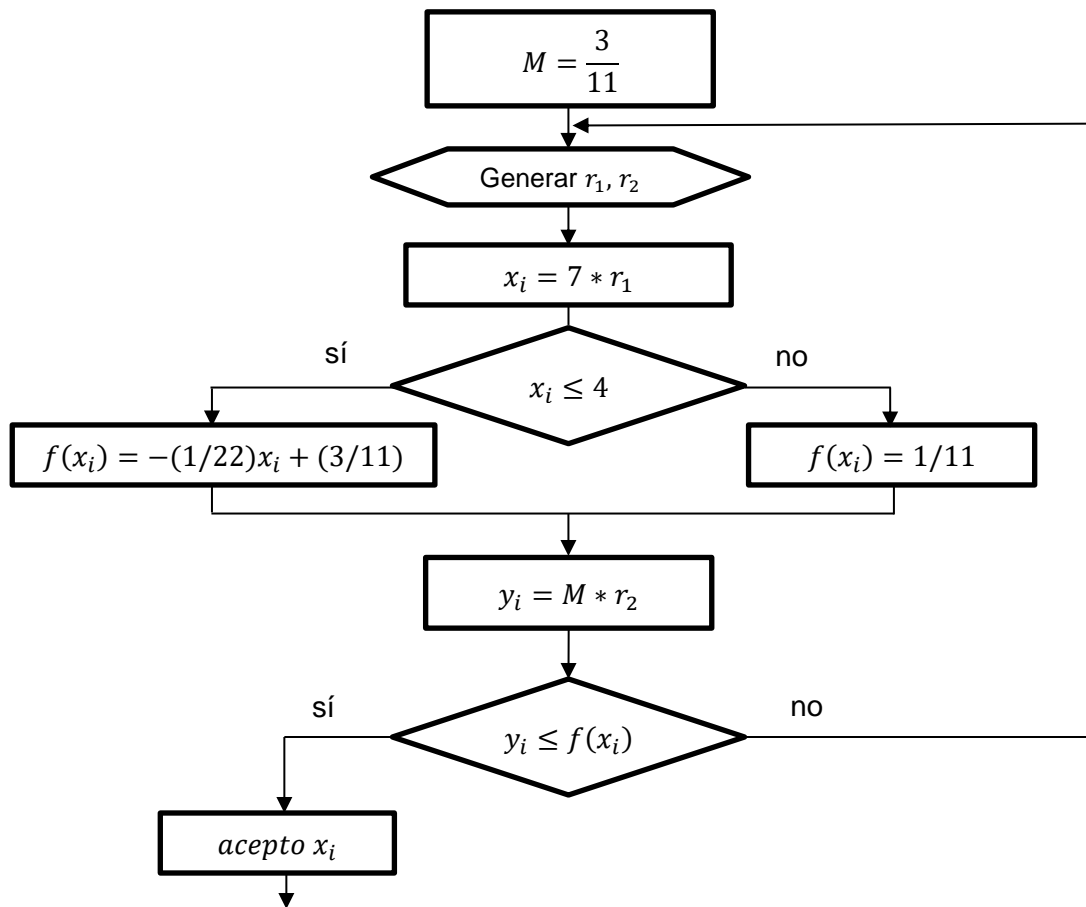 M = 3/11
Generar r₁, r₂
xᵢ = 7 * r₁
sí
no
xᵢ ≤ 4
f(xᵢ) = −(1/22)xᵢ + (3/11)
f(xᵢ) = 1/11
yᵢ = M * r₂
sí
no
yᵢ ≤ f(xᵢ)
acepto xᵢ